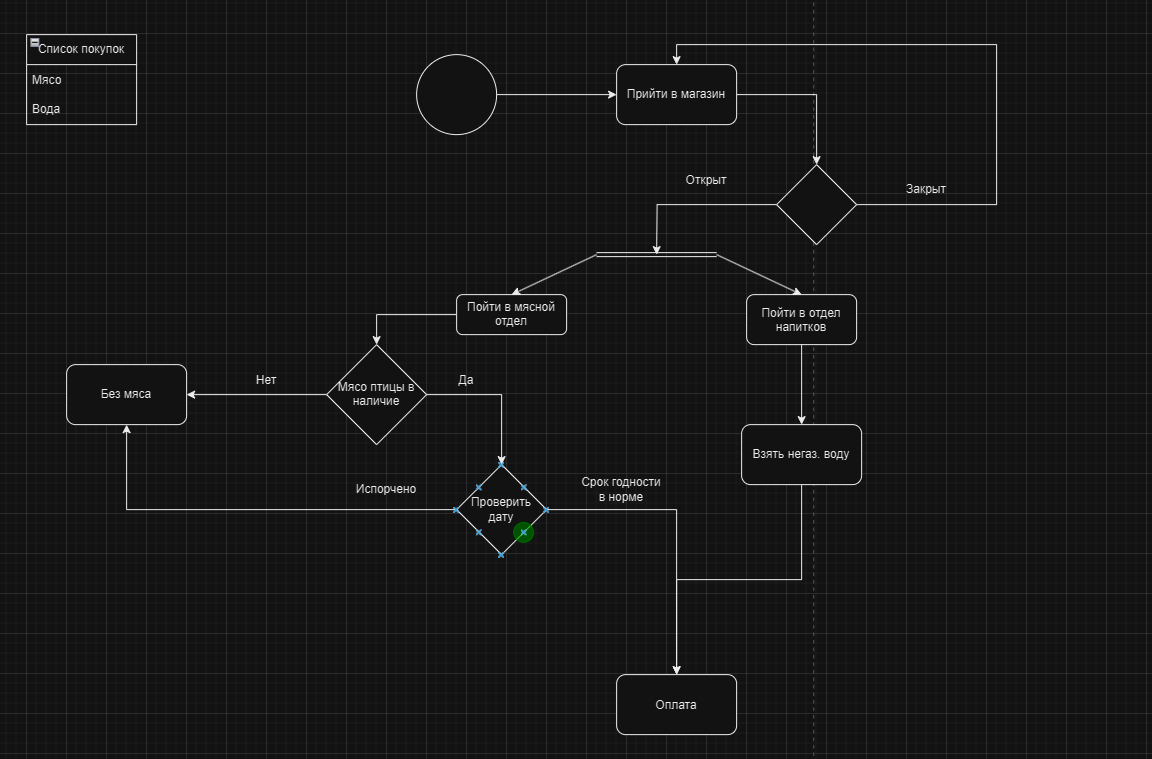 Список покупок
Мясо
Вода
Прийти в магазин
Открыт
Закрыт
Пойти в мясной
отдел
Пойти в отдел
напитков
Без мяса
Нет
Мясо птицы в
наличие
Да
Взять негаз. воду
Испорчено
Проверить
дату
Срок годности
в норме
Оплата